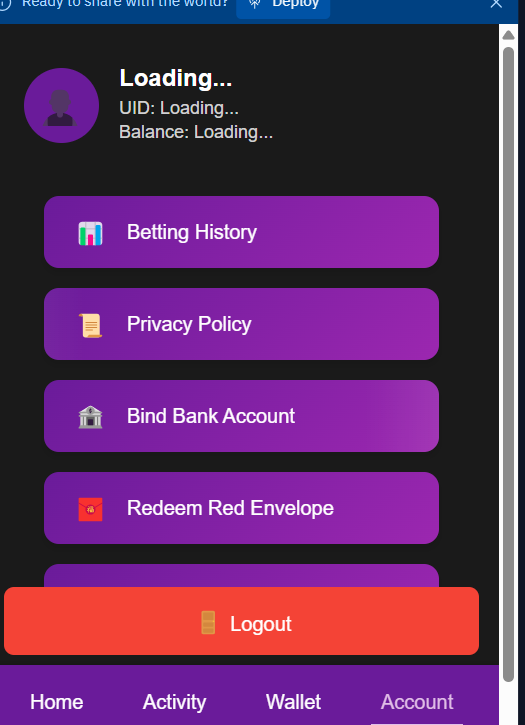 Ready to share with the world?
Deploy
Loading...
UID: Loading...
Balance: Loading...
Betting History
Privacy Policy
Bind Bank Account
Redeem Red Envelope
Logout
Home Activity Wallet Account